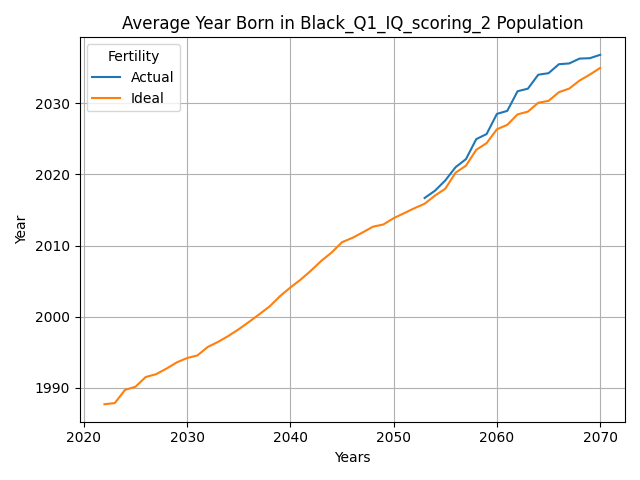 Average Year Born in Black_Q1_IQ_scoring_2 Population
Fertility
Actual
Ideal
Year
2030
2020
2010
2000
1990
2020 2030 2040 2050 2060 2070
Years